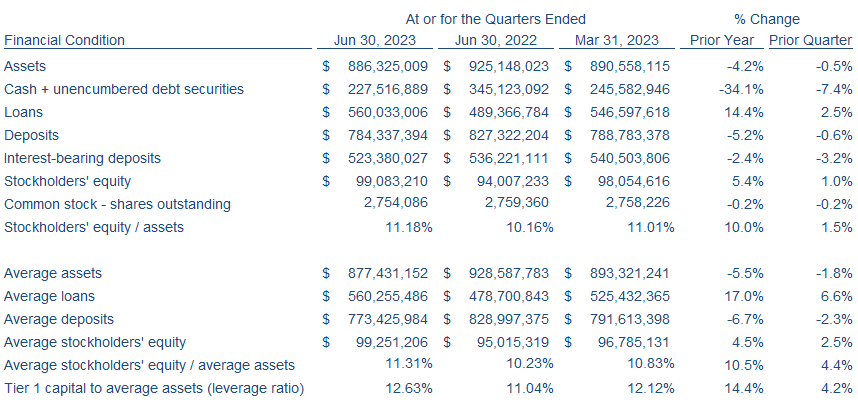 At or for the Quarters Ended % Change
Financial Condition Jun 30, 2023 Jun 30, 2022 Mar 31, 2023 Prior Year Prior Quarter
Assets $ 886,325,009 $ 925,148,023 $ 890,558,115 -4.2% -0.5%
Cash + unencumbered debt securities $ 227,516,889 $ 345,123,092 $ 245,582,946 -34.1% -7.4%
Loans $ 560,033,006 $ 489,366,784 $ 546,597,618 14.4% 2.5%
Deposits $ 784,337,394 $ 827,322,204 $ 788,783,378 -5.2% -0.6%
Interest-bearing deposits $ 523,380,027 $ 536,221,111 $ 540,503,806 -2.4% -3.2%
Stockholders' equity $ 99,083,210 $ 94,007,233 $ 98,054,616 5.4% 1.0%
Common stock - shares outstanding 2,754,086 2,759,360 2,758,226 -0.2% -0.2%
Stockholders' equity / assets 11.18% 10.16% 11.01% 10.0% 1.5%
Average assets $ 877,431,152 $ 928,587,783 $ 893,321,241 -5.5% -1.8%
Average loans $ 560,255,486 $ 478,700,843 $ 525,432,365 17.0% 6.6%
Average deposits $ 773,425,984 $ 828,997,375 $ 791,613,398 -6.7% -2.3%
Average stockholders' equity $ 99,251,206 $ 95,015,319 $ 96,785,131 4.5% 2.5%
Average stockholders' equity / average assets 11.31% 10.23% 10.83% 10.5% 4.4%
Tier 1 capital to average assets (leverage ratio) 12.63% 11.04% 12.12% 14.4% 4.2%